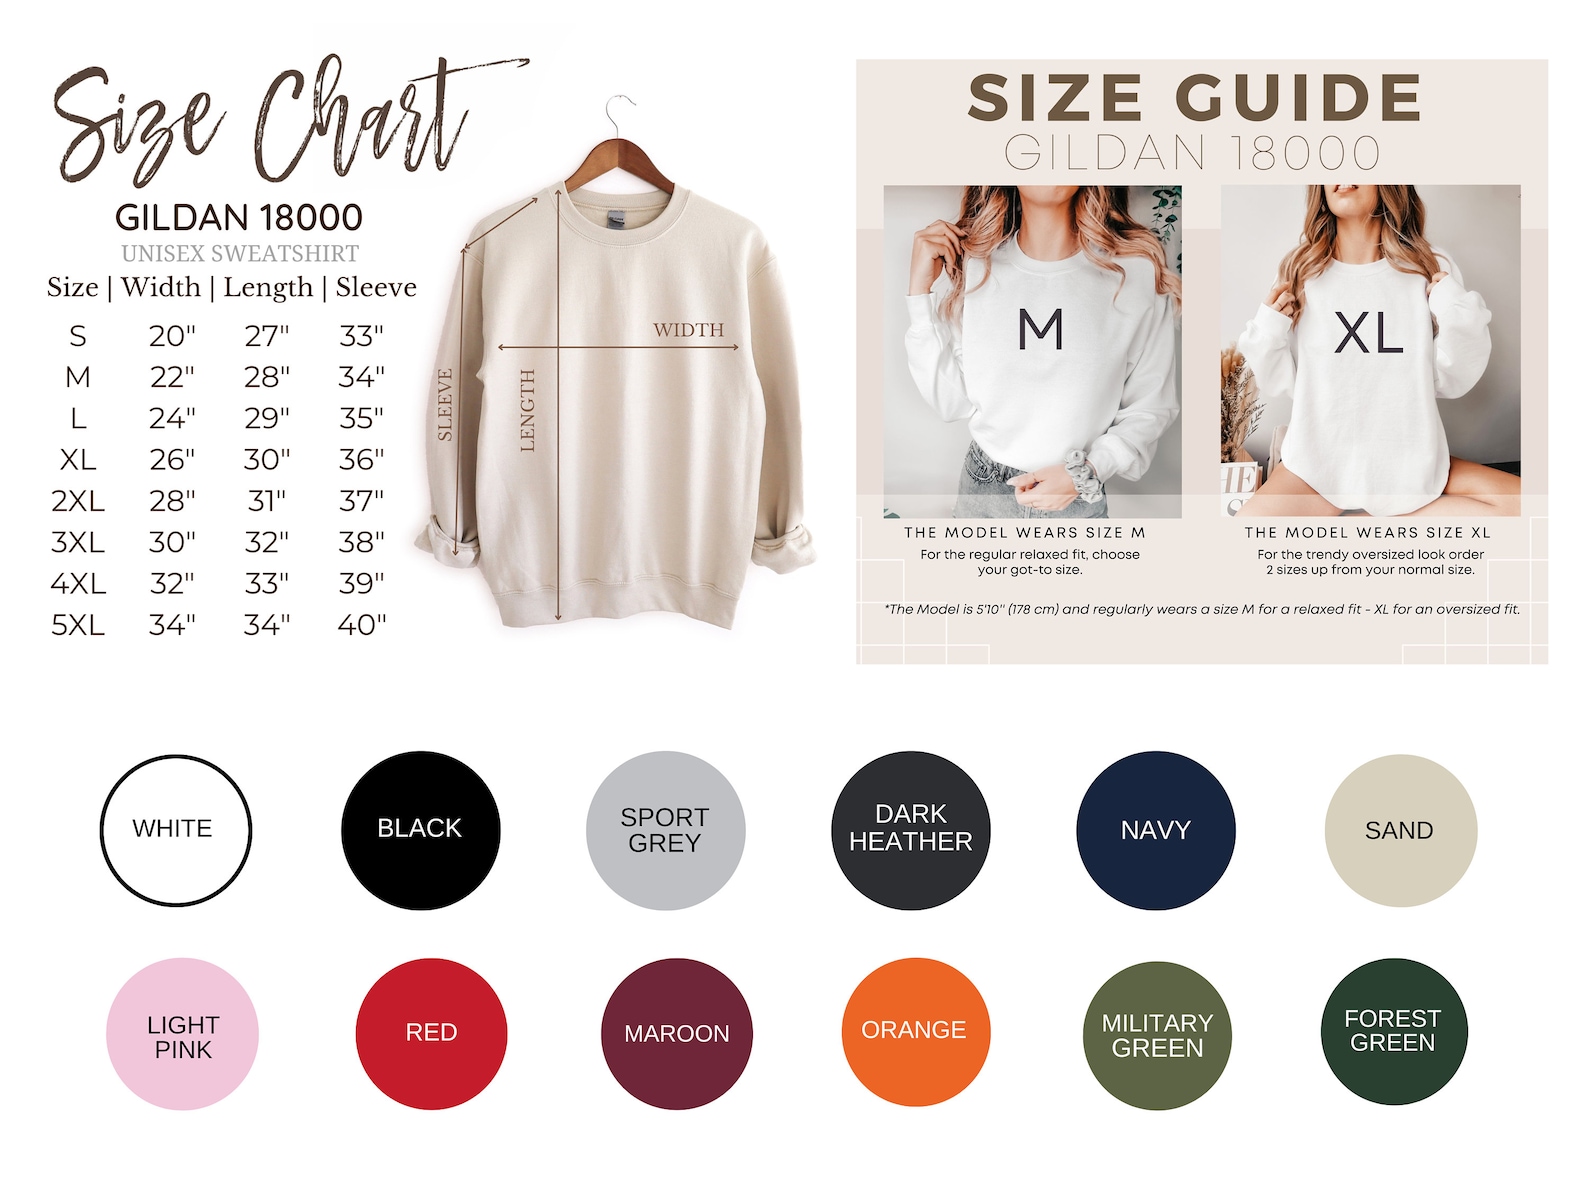 Size Chart
GILDAN 18000
UNISEX SWEATSHIRT
Size | Width | Length | Sleeve
S 20" 27" 33"
M 22" 28" 34"
L 24" 29" 35"
XL 26" 30" 36"
2XL 28" 31" 37"
3XL 30" 32" 38"
4XL 32" 33" 39"
5XL 34" 34" 40"
WIDTH
LENGTH
SLEEVE
SIZE GUIDE
GILDAN 18000
M
THE MODEL WEARS SIZE M
For the regular relaxed fit, choose
your got-to size.
XL
THE MODEL WEARS SIZE XL
For the trendy oversized look order
2 sizes up from your normal size.
*The Model is 5'10" (178 cm) and regularly wears a size M for a relaxed fit - XL for an oversized fit.
WHITE
BLACK
SPORT
GREY
DARK
HEATHER
NAVY
SAND
LIGHT
PINK
RED
MAROON
ORANGE
MILITARY
GREEN
FOREST
GREEN